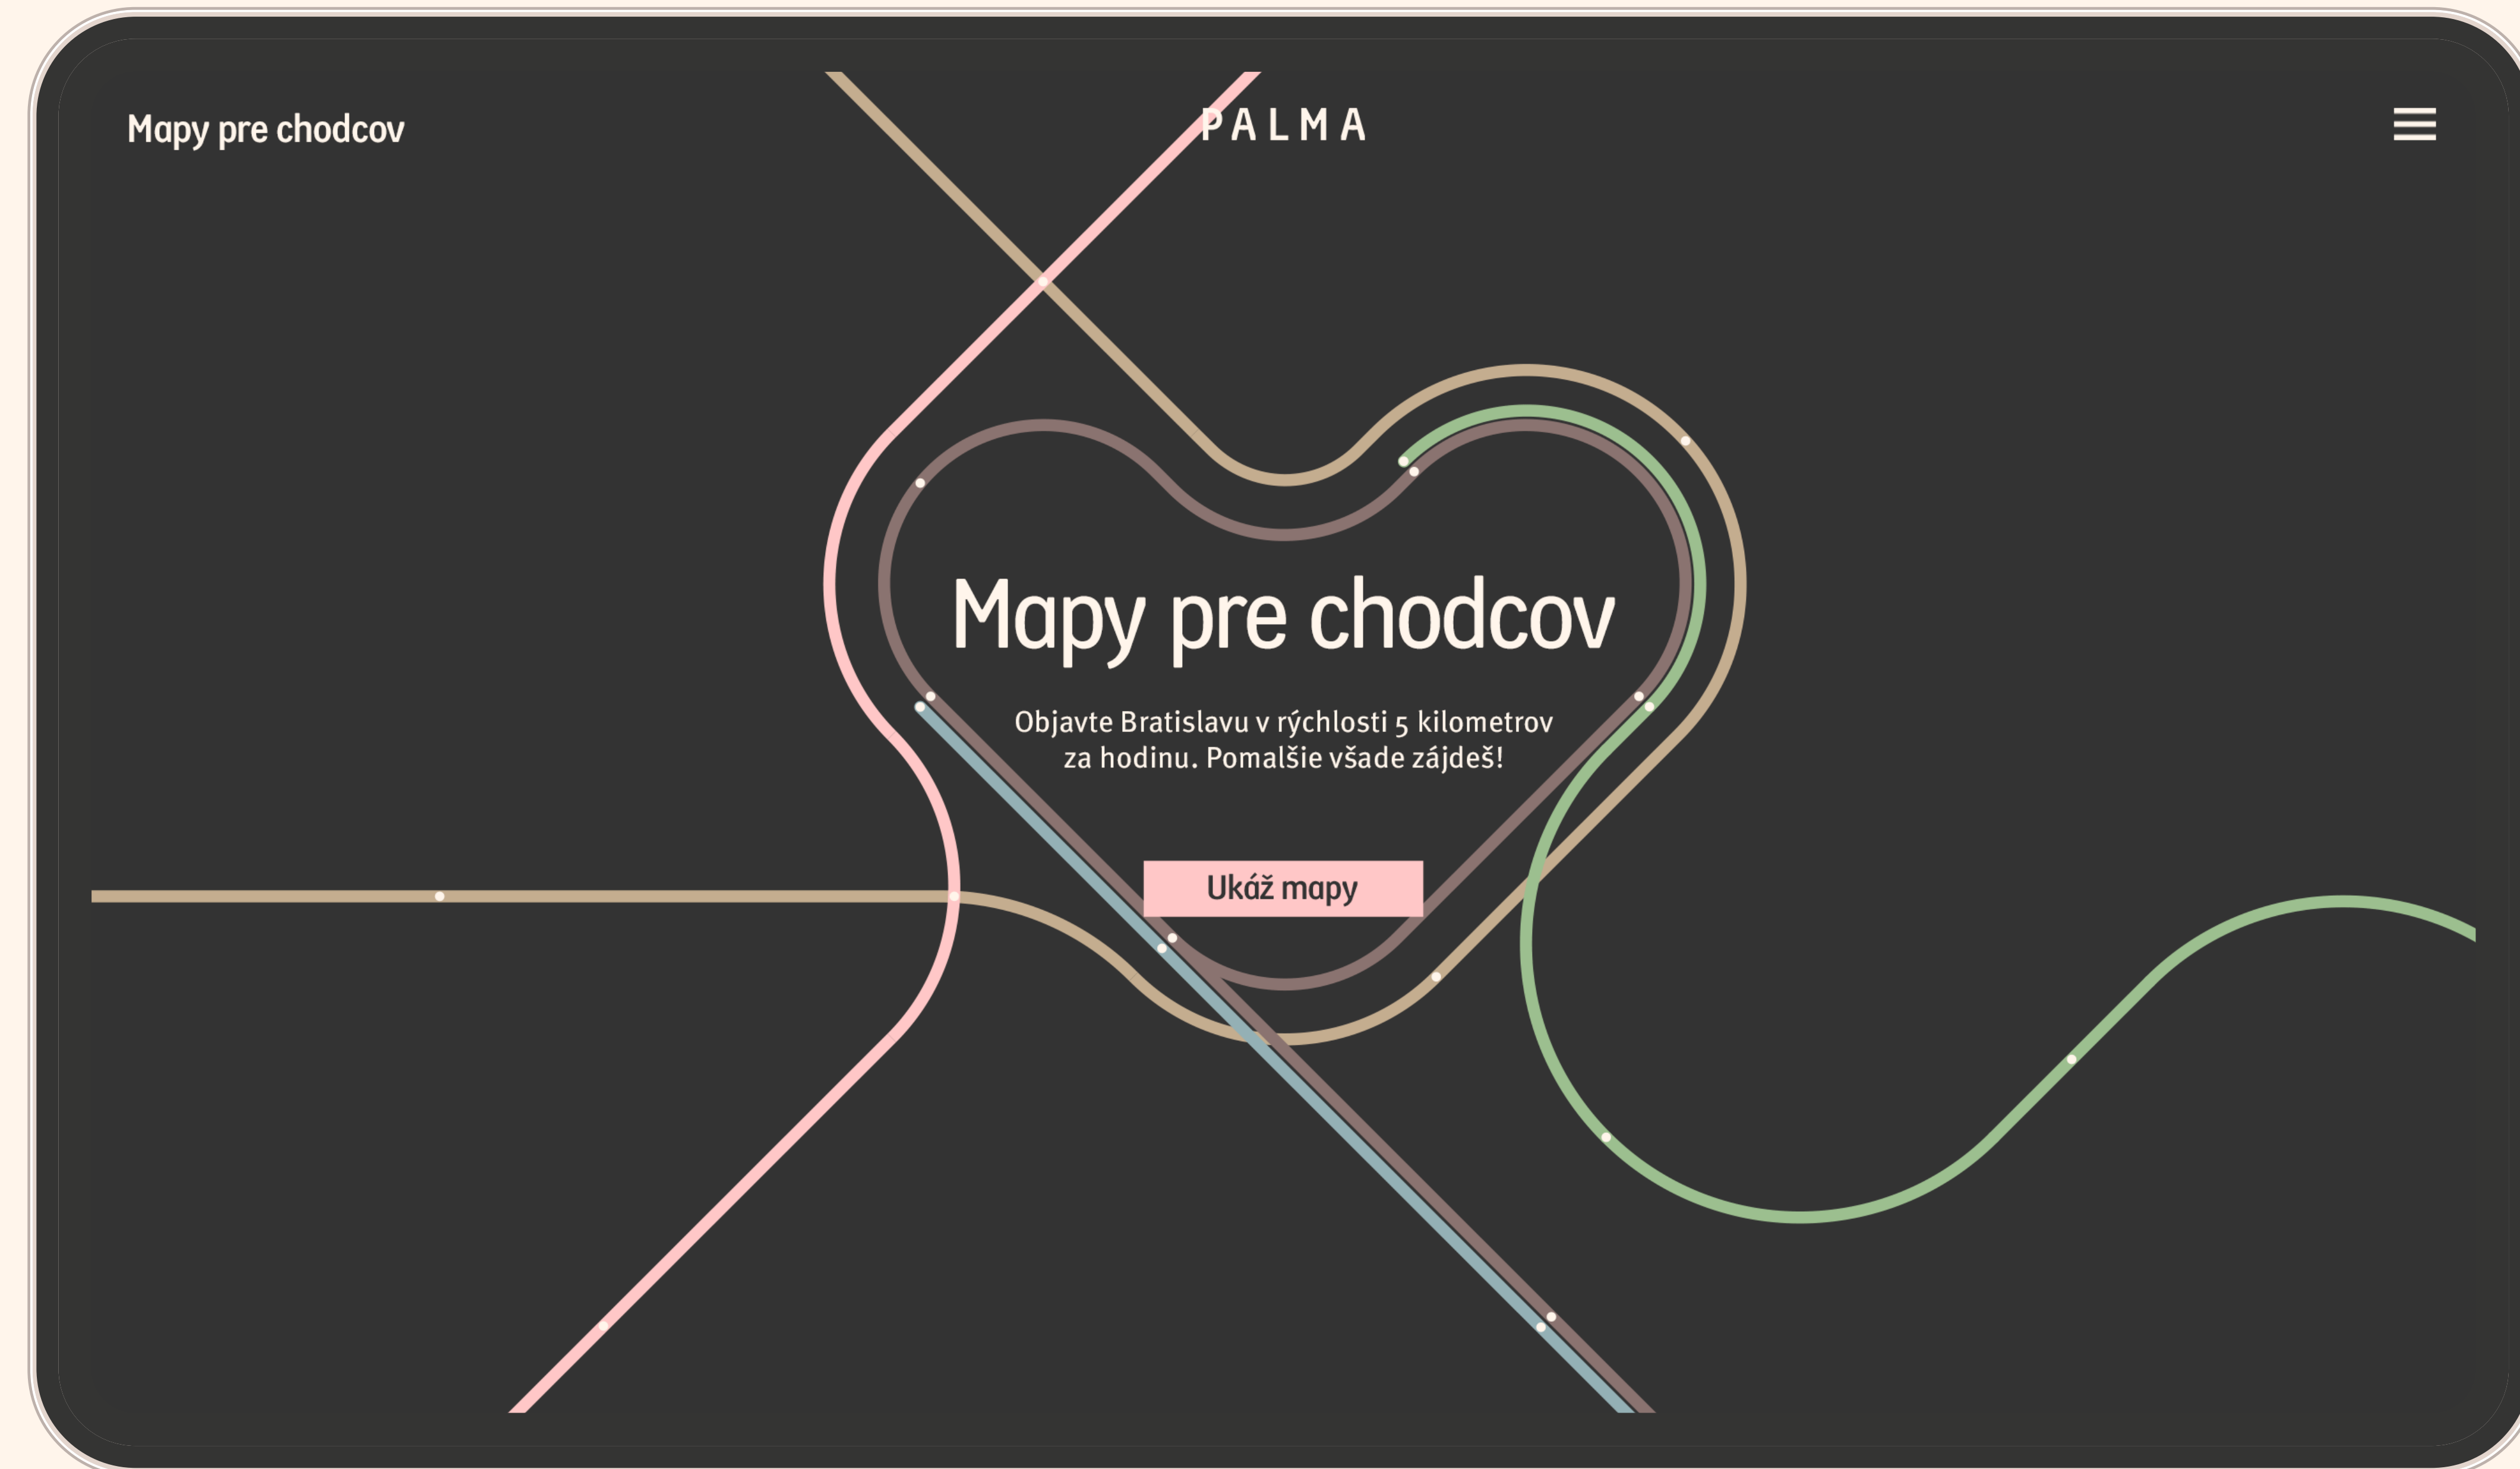 Mapy pre chodcov
PALMA
Mapy pre chodcov
Objavte Bratislavu v rýchlosti 5 kilometrov
za hodinu. Pomalšie všade zájdeš!
Ukáž mapy